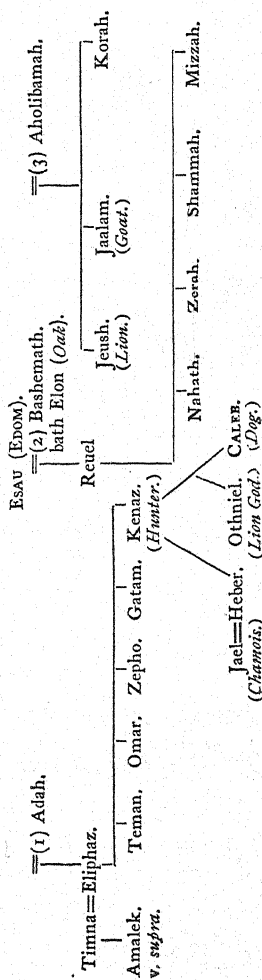 ESAU (EDOM).
=(1) Adah. =(2) Bashemath. =(3) Aholibamah.
bath Elon (Oak).
Timna=Eliphaz. Reuel Jeush. Jaalam. Korah.
(Lion.) (Goat.)
Amalek. Teman. Omar. Zepho. Gatam. Kenaz. Nahath. Zerah. Shammah. Mizzah.
v. supra. (Hunter.)
Jael=Heber. Othniel. CALEB.
(Chamois.) (Lion God.) (Dog.)